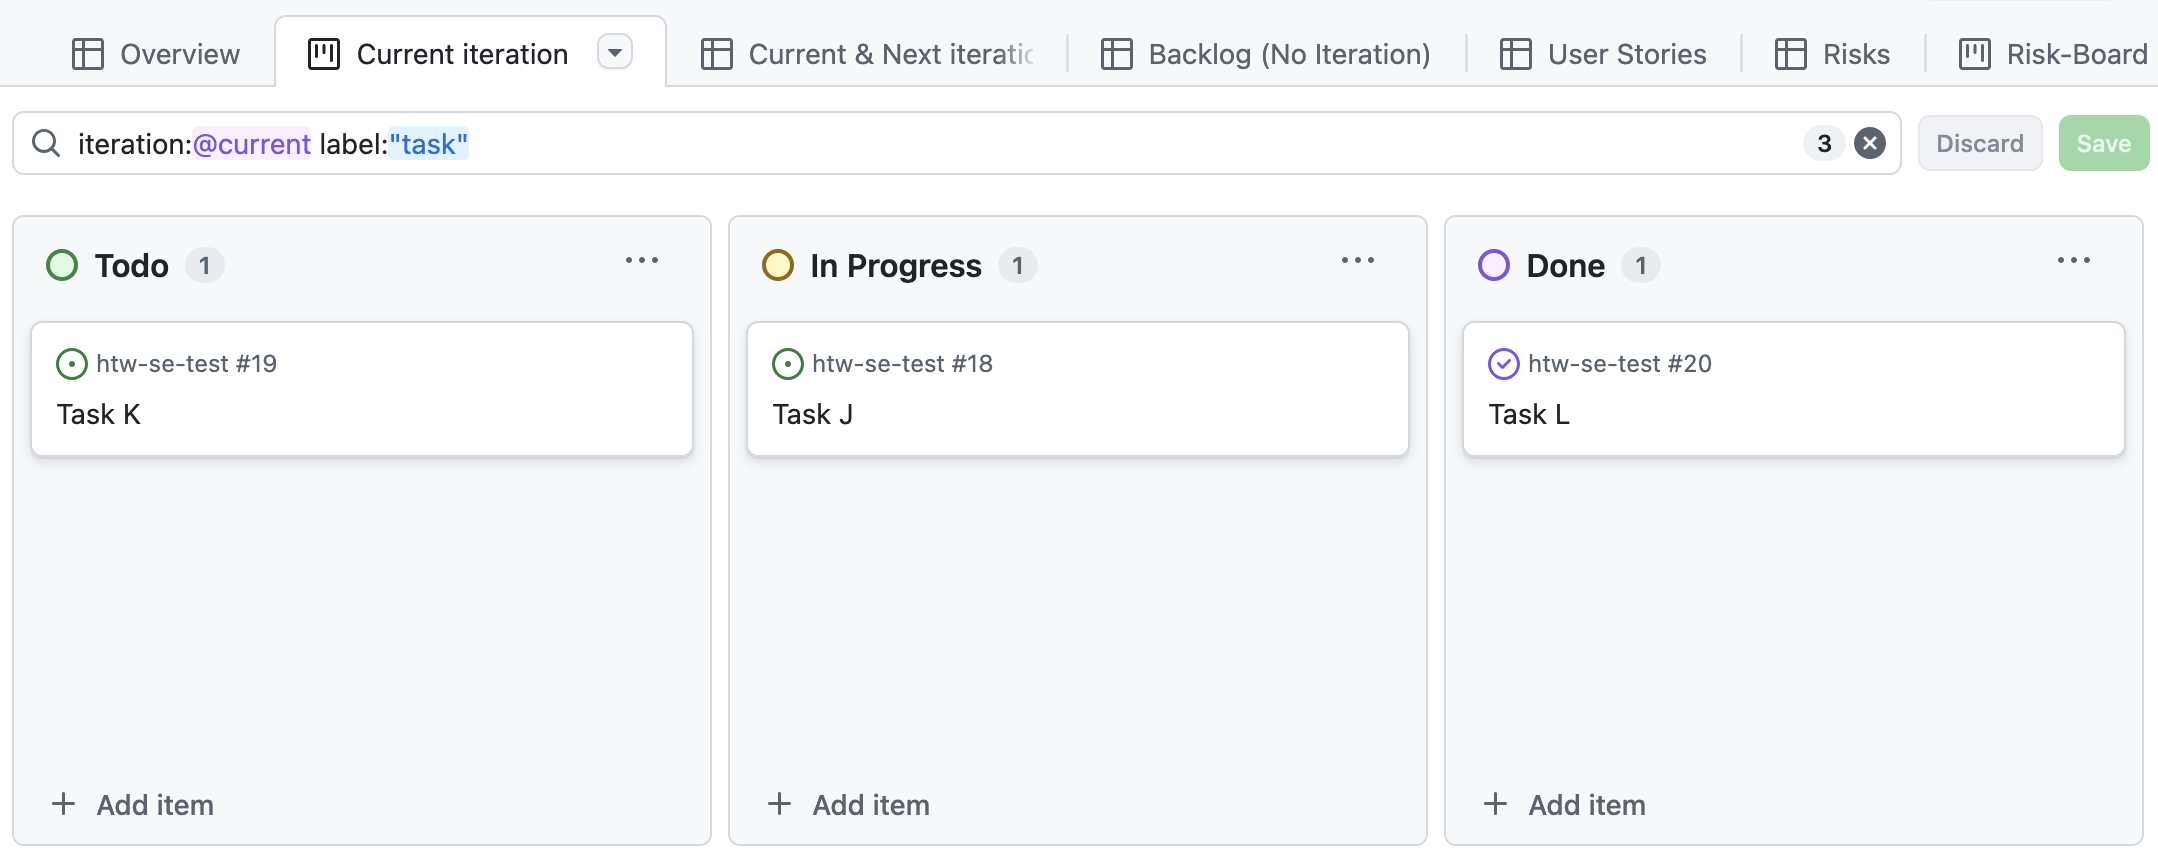 Overview
Current iteration
Current & Next iteratic
Backlog (No Iteration)
User Stories
Risks
Risk-Board
iteration:@current label:"task"
3
Discard
Save
Todo 1
htw-se-test #19
Task K
Add item
In Progress 1
htw-se-test #18
Task J
Add item
Done 1
htw-se-test #20
Task L
Add item